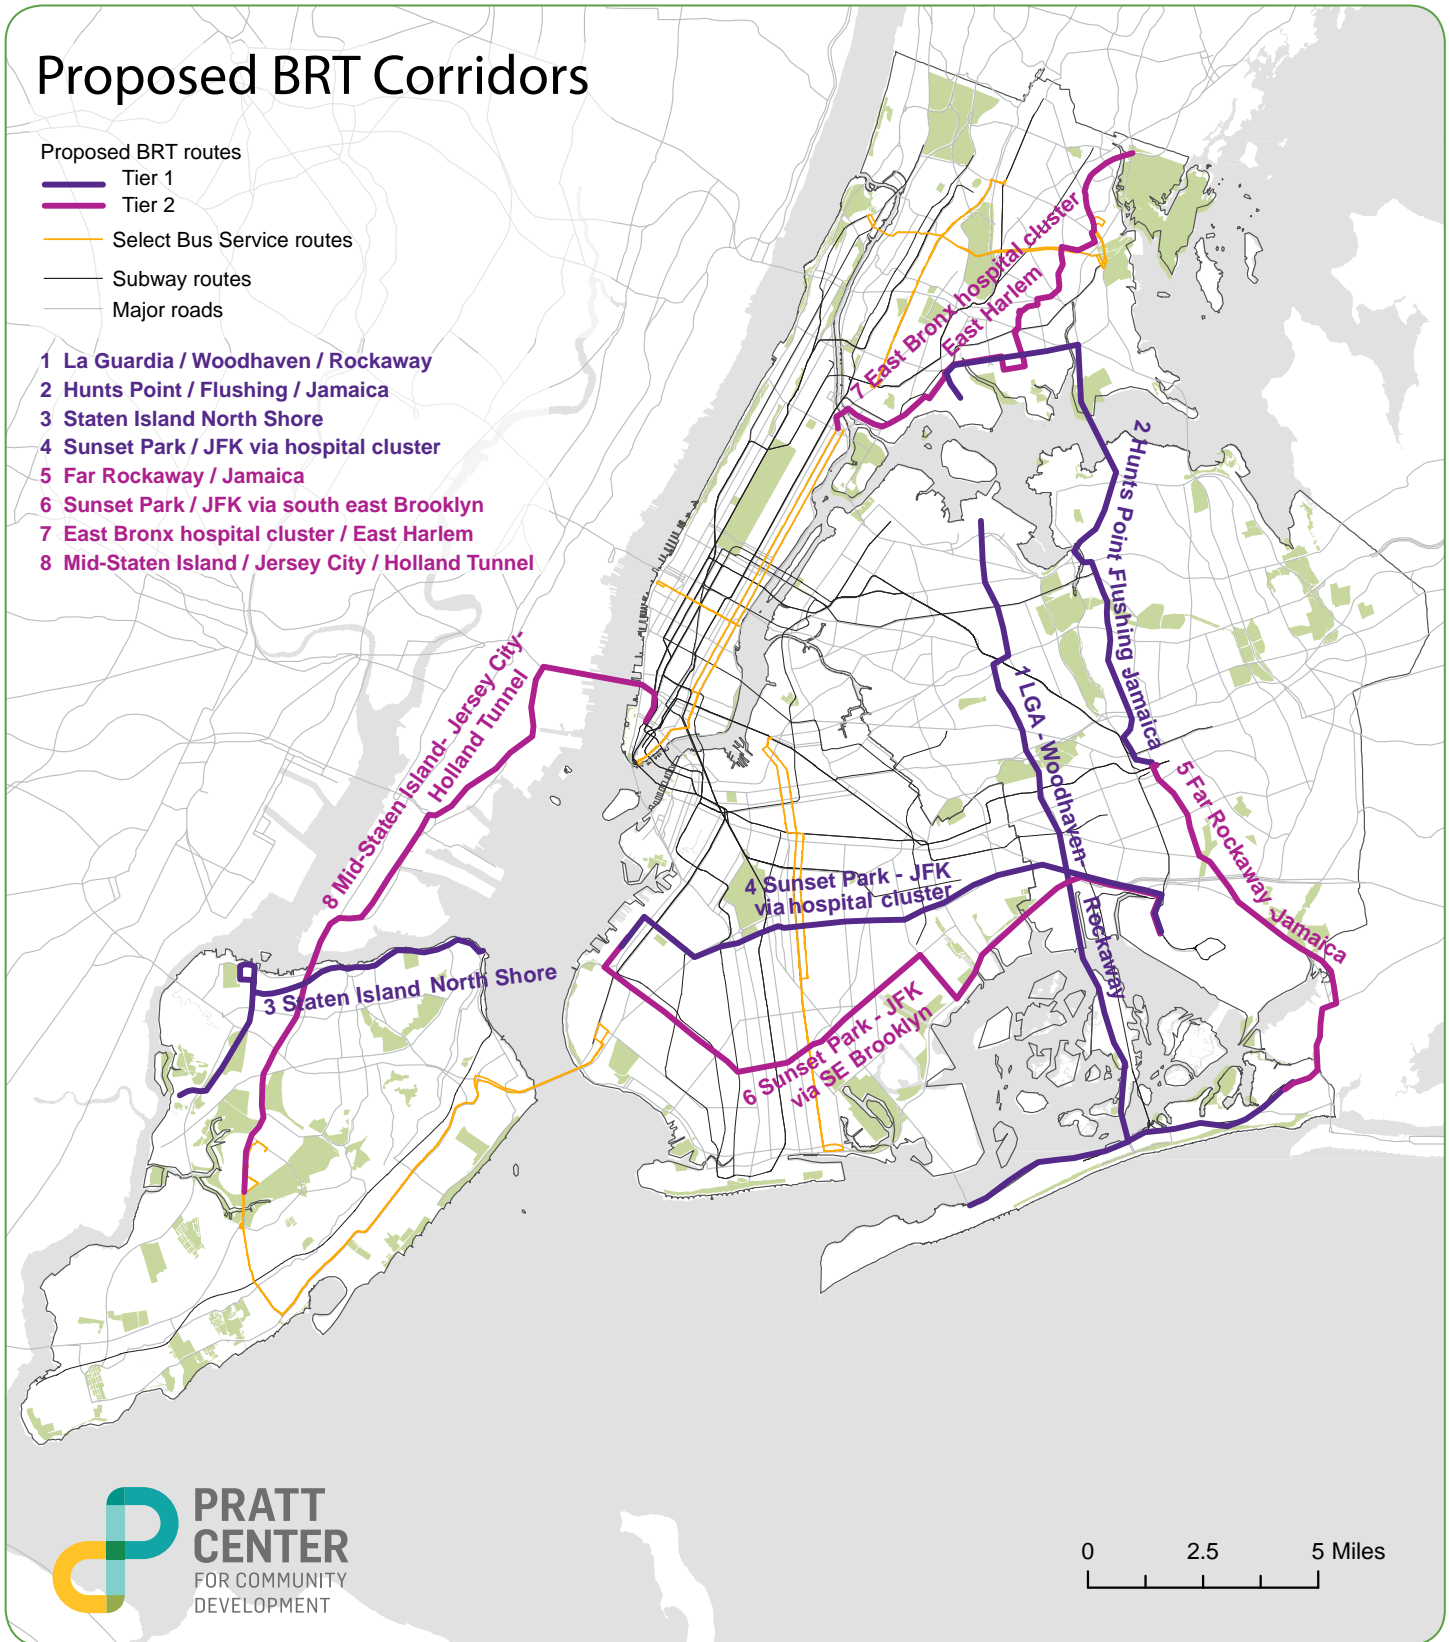 Proposed BRT Corridors
Proposed BRT routes
Tier 1
Tier 2
Select Bus Service routes
Subway routes
Major roads
1 La Guardia / Woodhaven / Rockaway
2 Hunts Point / Flushing / Jamaica
3 Staten Island North Shore
4 Sunset Park / JFK via hospital cluster
5 Far Rockaway / Jamaica
6 Sunset Park / JFK via south east Brooklyn
7 East Bronx hospital cluster / East Harlem
8 Mid-Staten Island / Jersey City / Holland Tunnel
7 East Bronx hospital cluster
East Harlem
2 Hunts Point Flushing Jamaica
1 LGA - Woodhaven-
Rockaway
8 Mid-Staten Island- Jersey City-
Holland Tunnel
5 Far Rockaway Jamaica
4 Sunset Park - JFK
via hospital cluster
3 Staten Island North Shore
6 Sunset Park - JFK
via SE Brooklyn
PRATT
CENTER
FOR COMMUNITY
DEVELOPMENT
0 2.5 5 Miles